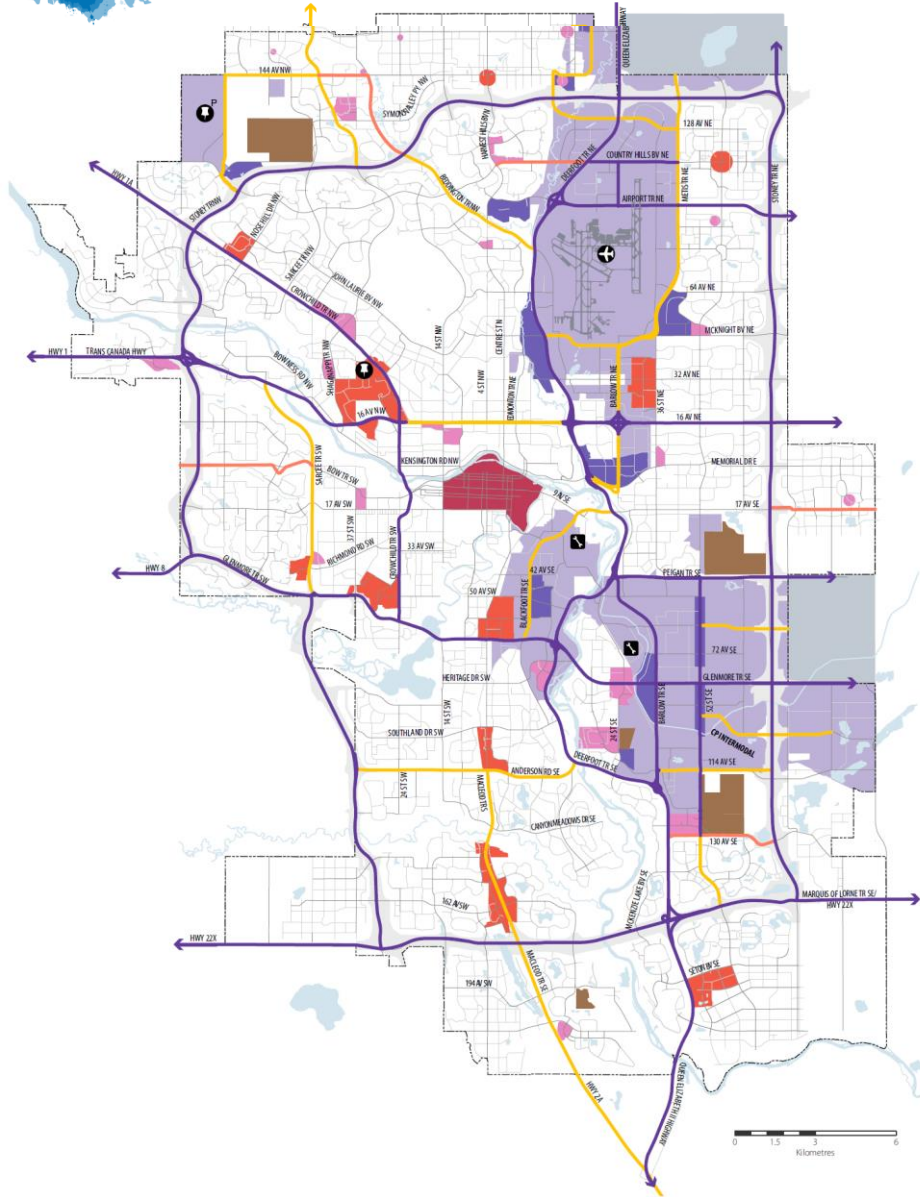 HWY 2
QUEEN ELIZAB HWAY
144 AV NW
P
SYMONS VALLEY PY NW
HARVEST HILLS BV N
128 AV NE
COUNTRY HILLS BV NE
DEERFOOT TR NE
METIS TR NE
STONEY TR NE
HWY 1A
STONEY TR NW
BEDDINGTON TR NW
AIRPORT TR NE
NOSE HILL DR NW
SARCEE TR NW
JOHN LAURIE BV NW
CROWCHILD TR NW
64 AV NE
14 ST NW
CENTRE ST N
MCKNIGHT BV NE
HWY 1
TRANS CANADA HWY
BOWNESS RD NW
SHAGANAPPI TR NW
4 ST NW
EDMONTON TR NE
BARLOW TR NE
36 ST NE
32 AV NE
16 AV NW
16 AV NE
KENSINGTON RD NW
MEMORIAL DR E
SARCEE TR SW
BOW TR SW
9 AV SE
17 AV SW
17 AV SE
37 ST SW
RICHMOND RD SW
33 AV SW
CROWCHILD TR SW
HWY 8
GLENMORE TR SW
50 AV SW
42 AV SE
BLACKFOOT TR SE
PEIGAN TR SE
72 AV SE
HERITAGE DR SW
GLENMORE TR SE
BARLOW TR SE
52 ST SE
14 ST SW
24 ST SE
SOUTHLAND DR SW
CP INTERMODAL
DEERFOOT TR SE
114 AV SE
24 ST SW
ANDERSON RD SE
MACLEOD TR S
CANYON MEADOWS DR SE
130 AV SE
MCKENZIE LAKE BV SE
162 AV SW
MARQUIS OF LORNE TR SE/
HWY 22X
HWY 22X
MACLEOD TR SE
SETON BV SE
194 AV SW
HWY 2A
QUEEN ELIZABETH II HIGHWAY
0 1.5 3 6
Kilometres